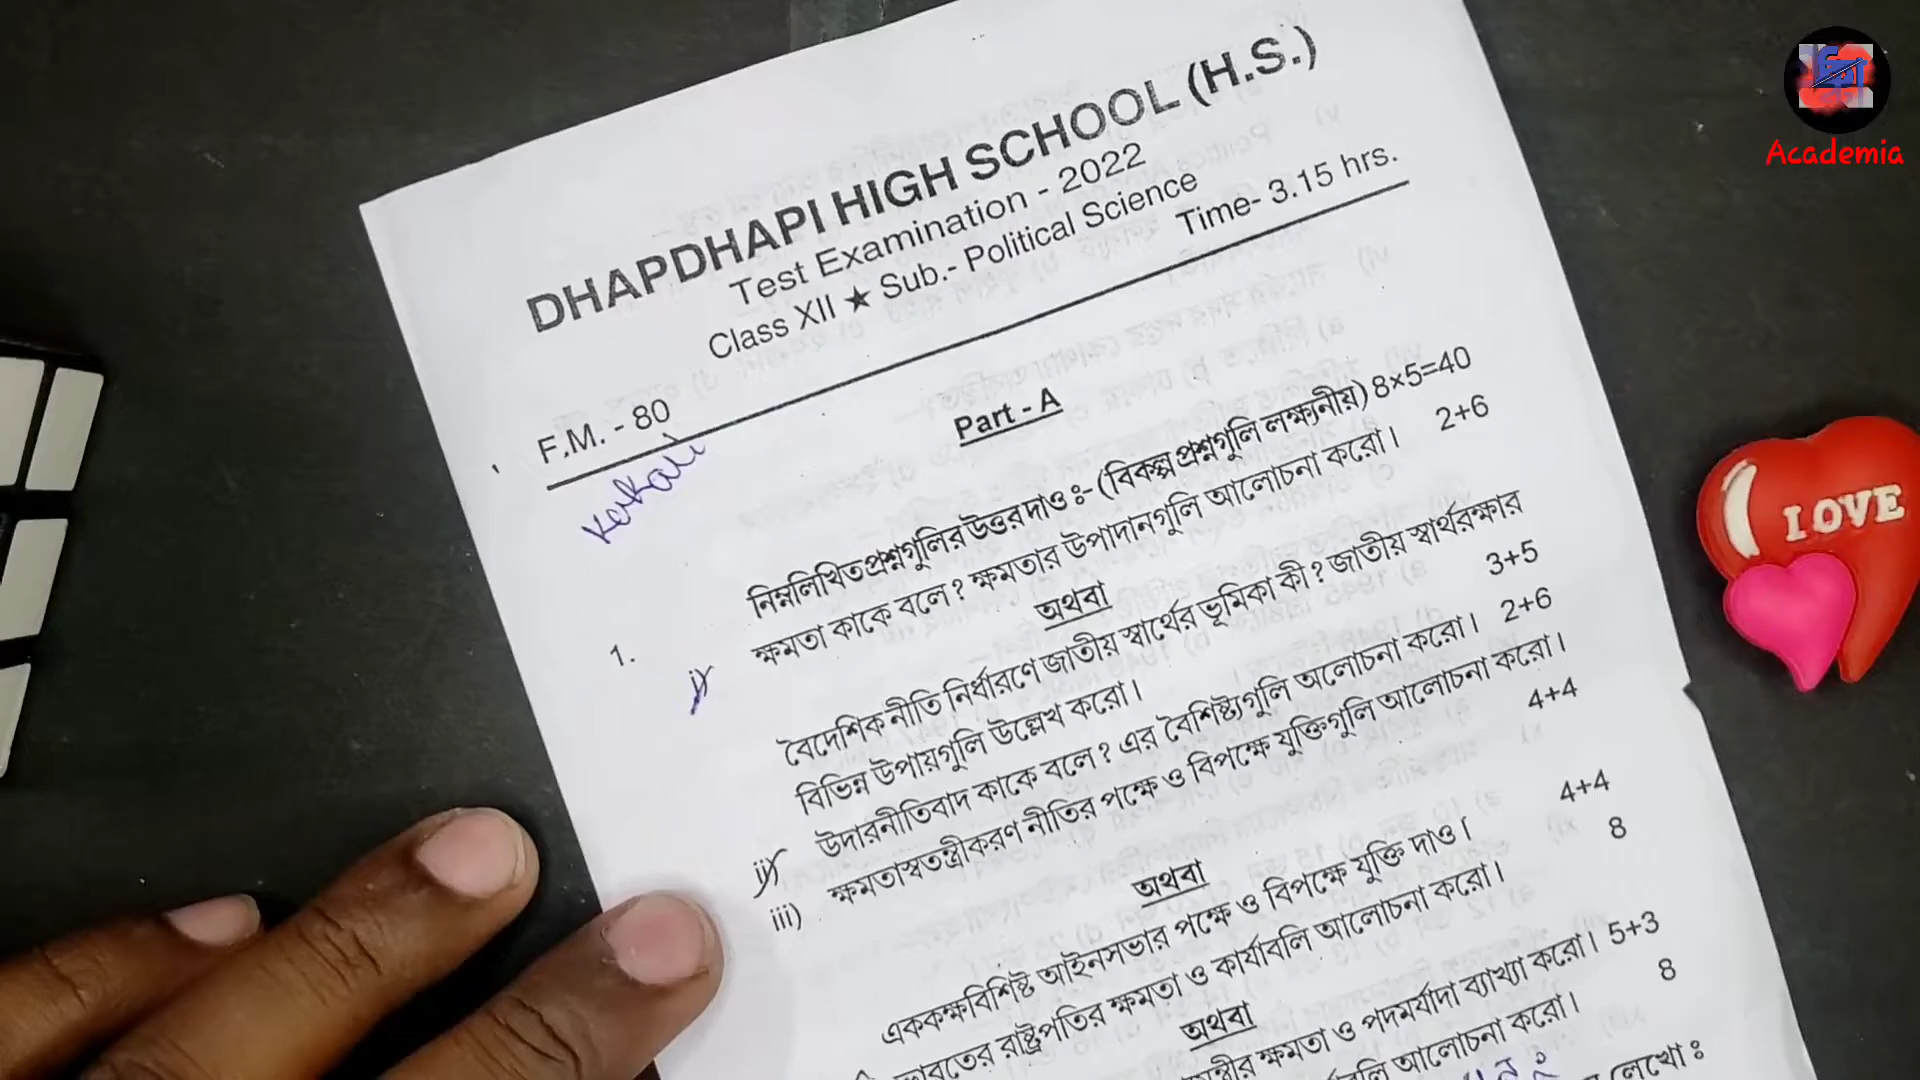 Academia
DHAPDHAPI HIGH SCHOOL (H.S.)
Test Examination - 2022
Class XII ★ Sub.- Political Science
F.M. - 80
Time- 3.15 hrs.
Part - A
নিম্নলিখিত প্রশ্নগুলির উত্তর দাও ঃ- (বিকল্প প্রশ্নগুলি লক্ষ্যনীয়) 8×5=40
1.
i) ক্ষমতা কাকে বলে? ক্ষমতার উপাদানগুলি আলোচনা করো। 2+6
অথবা
বৈদেশিক নীতি নির্ধারণে জাতীয় স্বার্থের ভূমিকা কী? জাতীয় স্বার্থরক্ষার
বিভিন্ন উপায়গুলি উল্লেখ করো। 3+5
ii) উদারনীতিবাদ কাকে বলে? এর বৈশিষ্ট্যগুলি অলোচনা করো। 2+6
iii) ক্ষমতাস্বতন্ত্রীকরণ নীতির পক্ষে ও বিপক্ষে যুক্তিগুলি আলোচনা করো।
4+4
অথবা
এককক্ষবিশিষ্ট আইনসভার পক্ষে ও বিপক্ষে যুক্তি দাও। 4+4
ভারতের রাষ্ট্রপতির ক্ষমতা ও কার্যাবলি আলোচনা করো। 8
অথবা
ক্ষমতা ও পদমর্যাদা ব্যাখ্যা করো। 5+3
আলোচনা করো। 8
লেখো ঃ
I LOVE